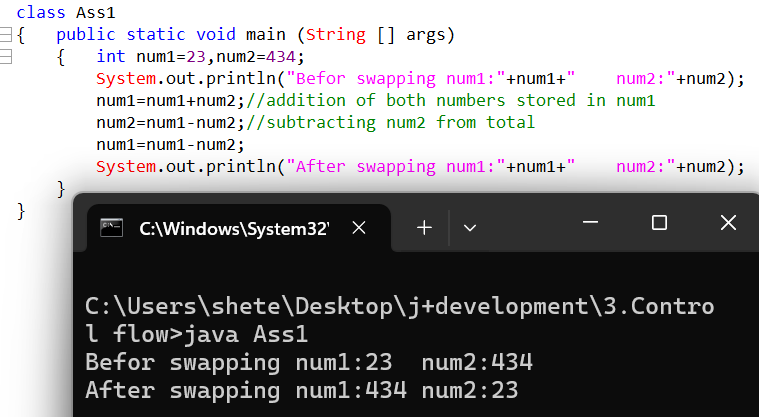 class Ass1
{   public static void main (String [] args)
    {   int num1=23,num2=434;
        System.out.println("Befor swapping num1:"+num1+"    num2:"+num2);
        num1=num1+num2;//addition of both numbers stored in num1
        num2=num1-num2;//subtracting num2 from total
        num1=num1-num2;
        System.out.println("After swapping num1:"+num1+"    num2:"+num2);
    }
}
C:\Windows\System32\
C:\Users\shete\Desktop\j+development\3.Contro
l flow>java Ass1
Befor swapping num1:23  num2:434
After swapping num1:434 num2:23